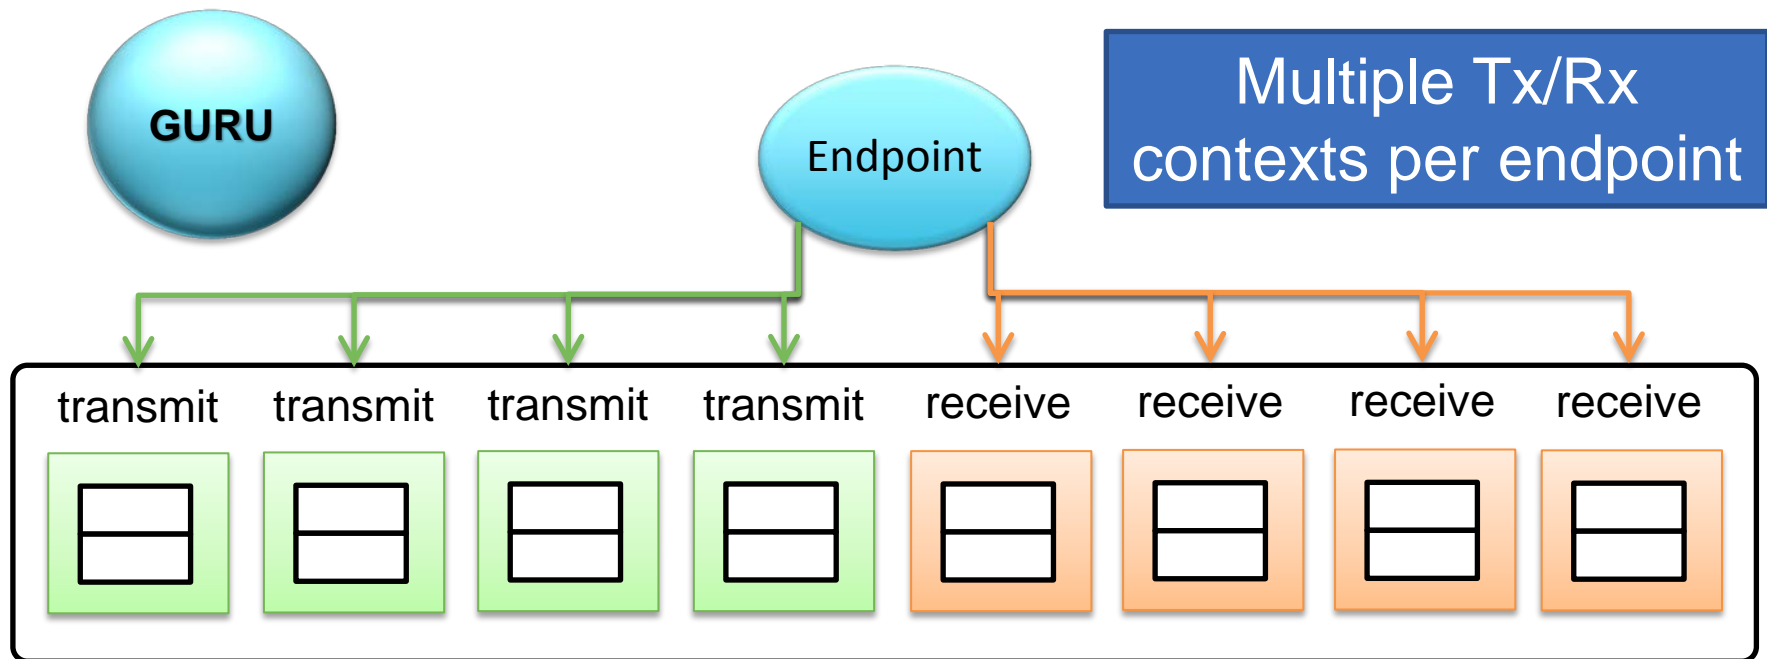 GURU
Endpoint
Multiple Tx/Rx
contexts per endpoint
transmit transmit transmit transmit receive receive receive receive